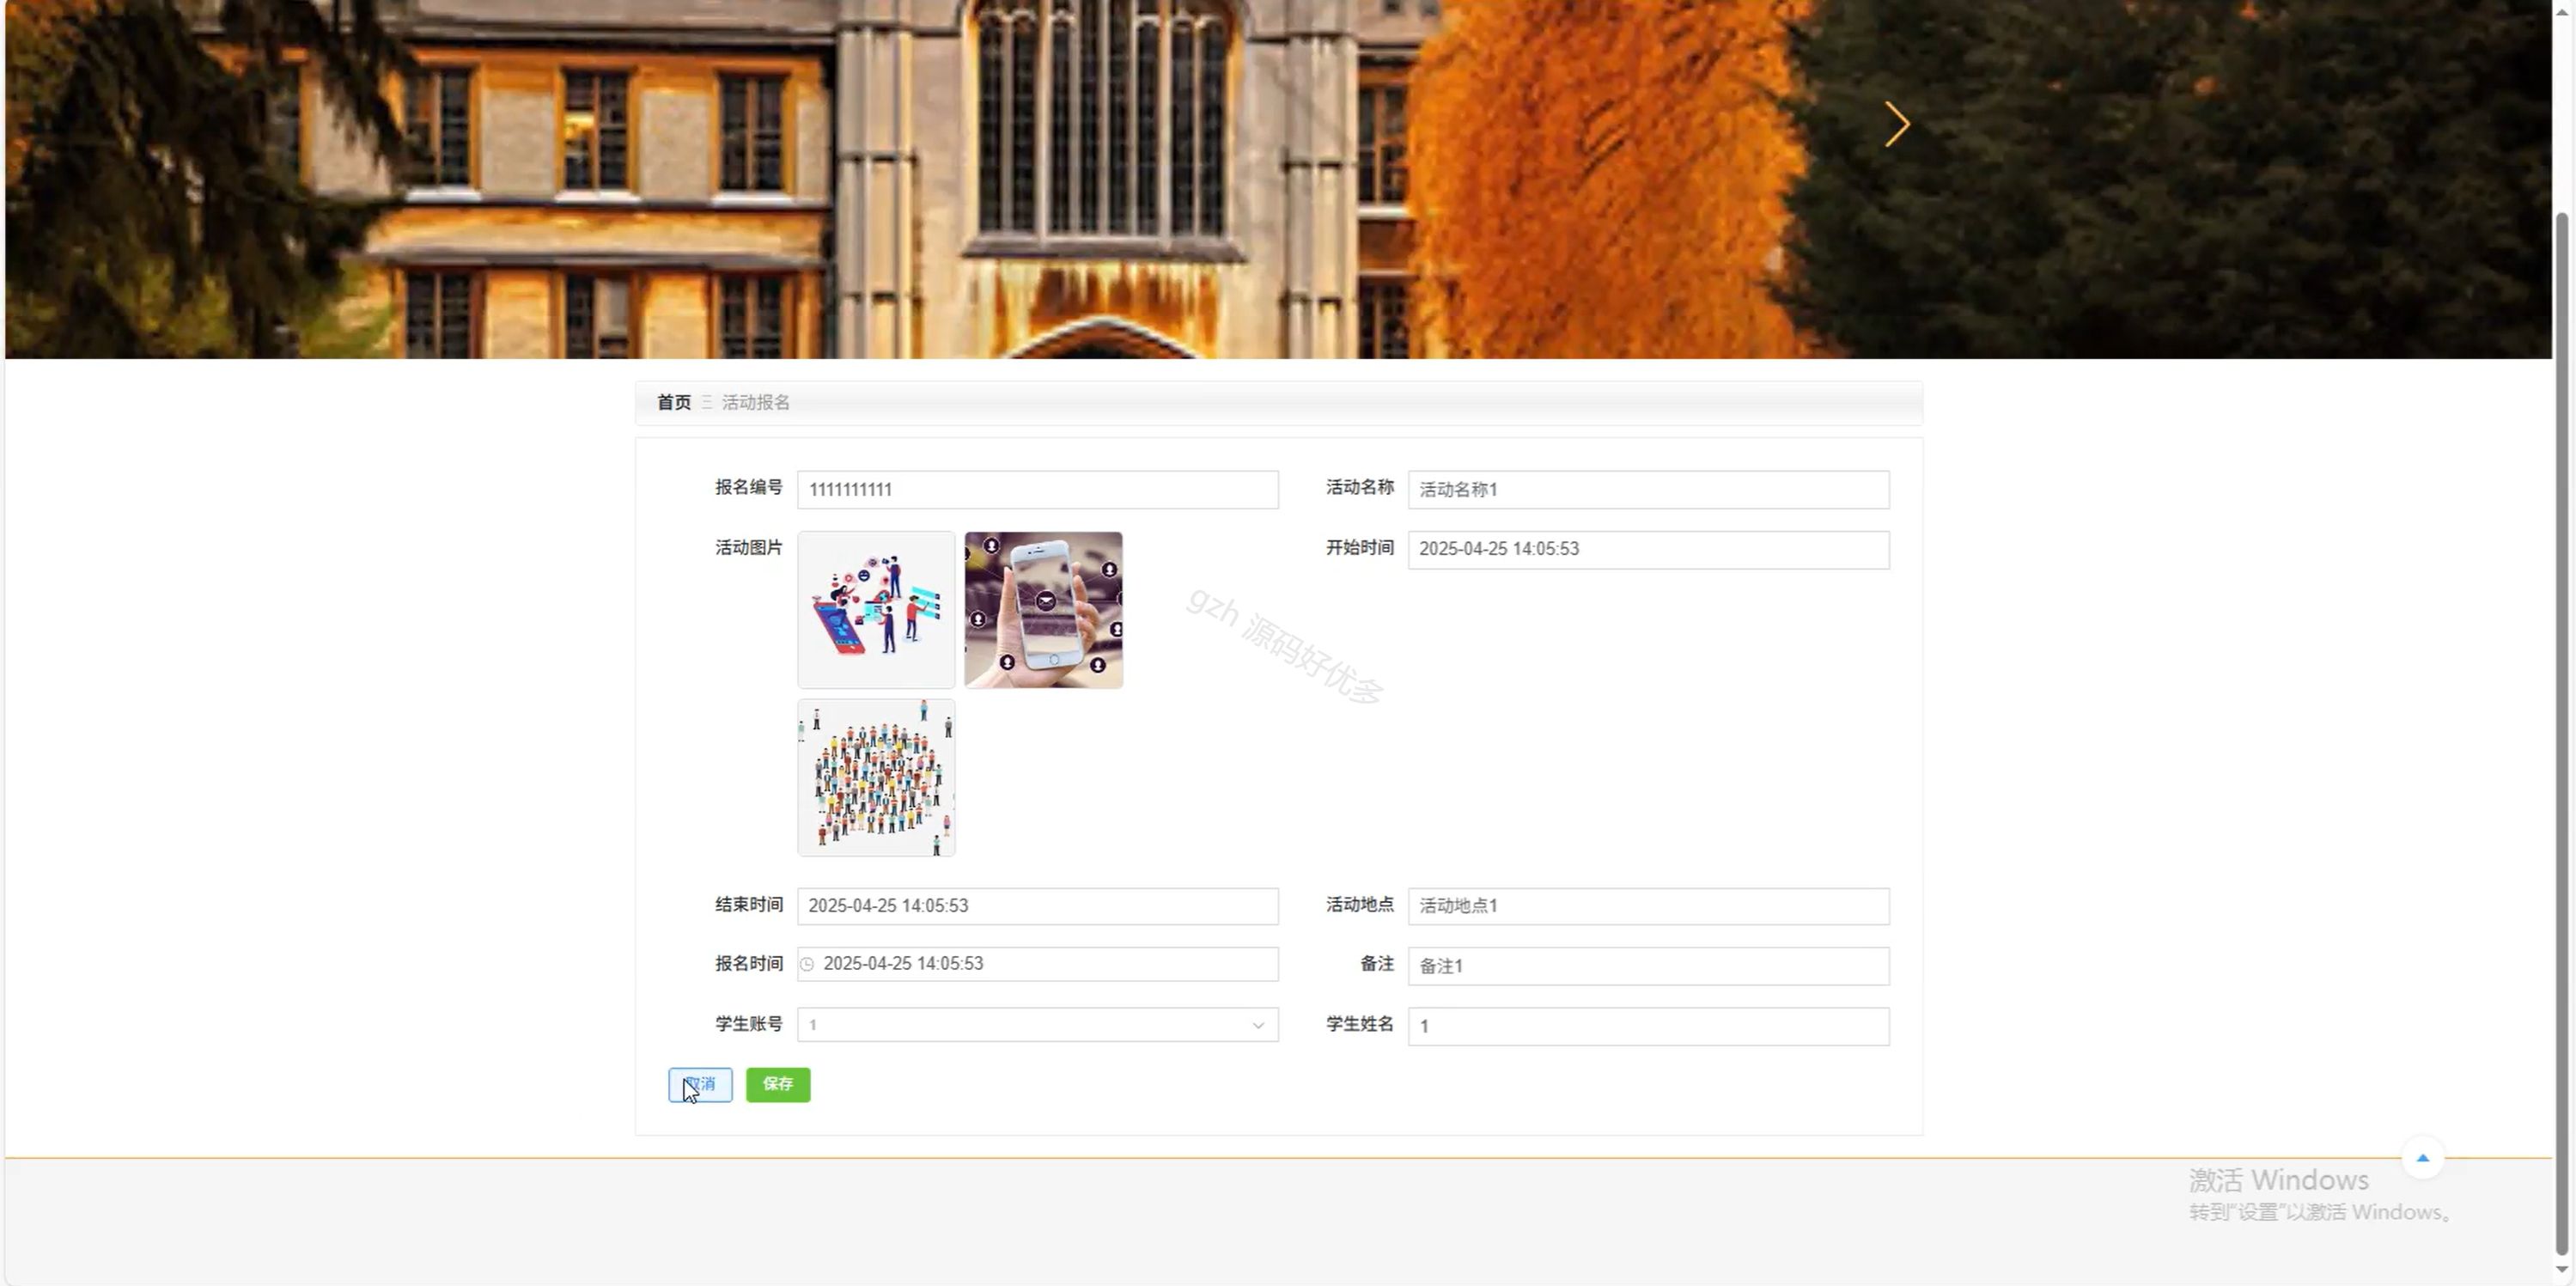 首页 活动报名
报名编号 1111111111 活动名称 活动名称1
活动图片 开始时间 2025-04-25 14:05:53
gzh 源码好优多
结束时间 2025-04-25 14:05:53 活动地点 活动地点1
报名时间 2025-04-25 14:05:53 备注 备注1
学生账号 1 学生姓名 1
取消 保存
激活 Windows
转到"设置"以激活 Windows。